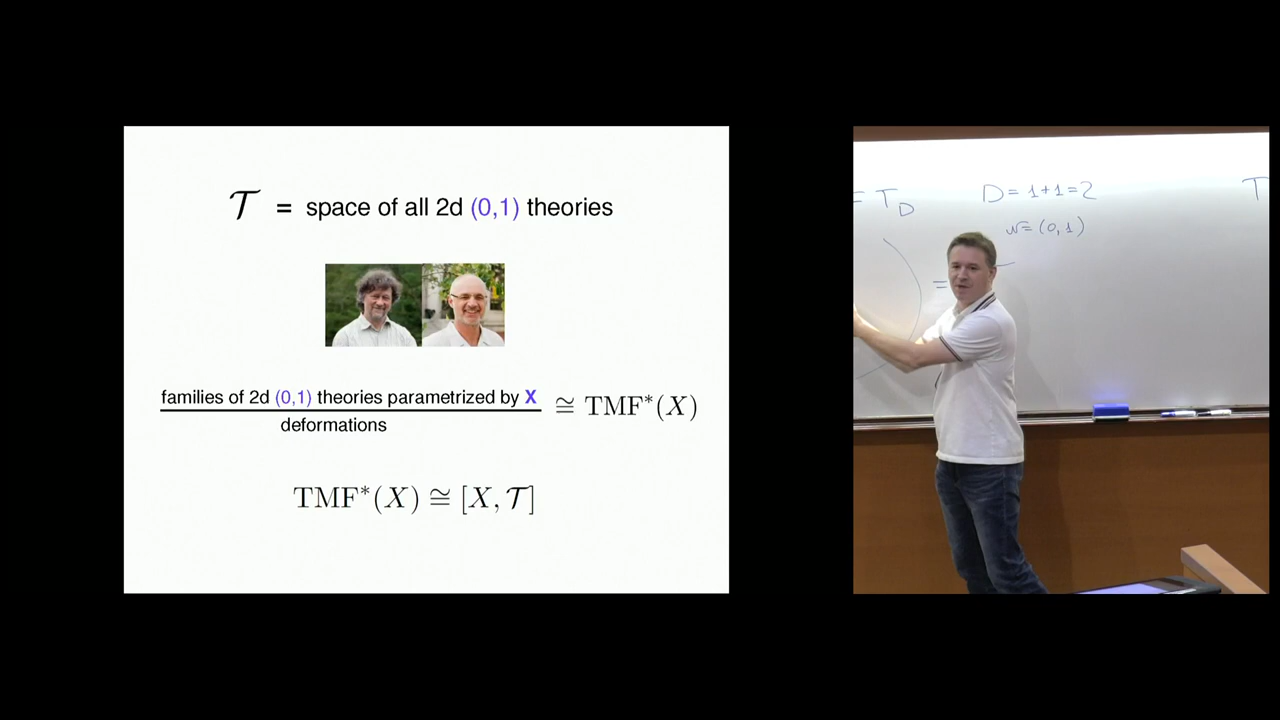 𝒯 = space of all 2d (0,1) theories
families of 2d (0,1) theories parametrized by X
deformations
≅ TMF*(X)
TMF*(X) ≅ [X, 𝒯]
= T_D
D = 1+1 = 2
𝒩 = (0,1)
=
T